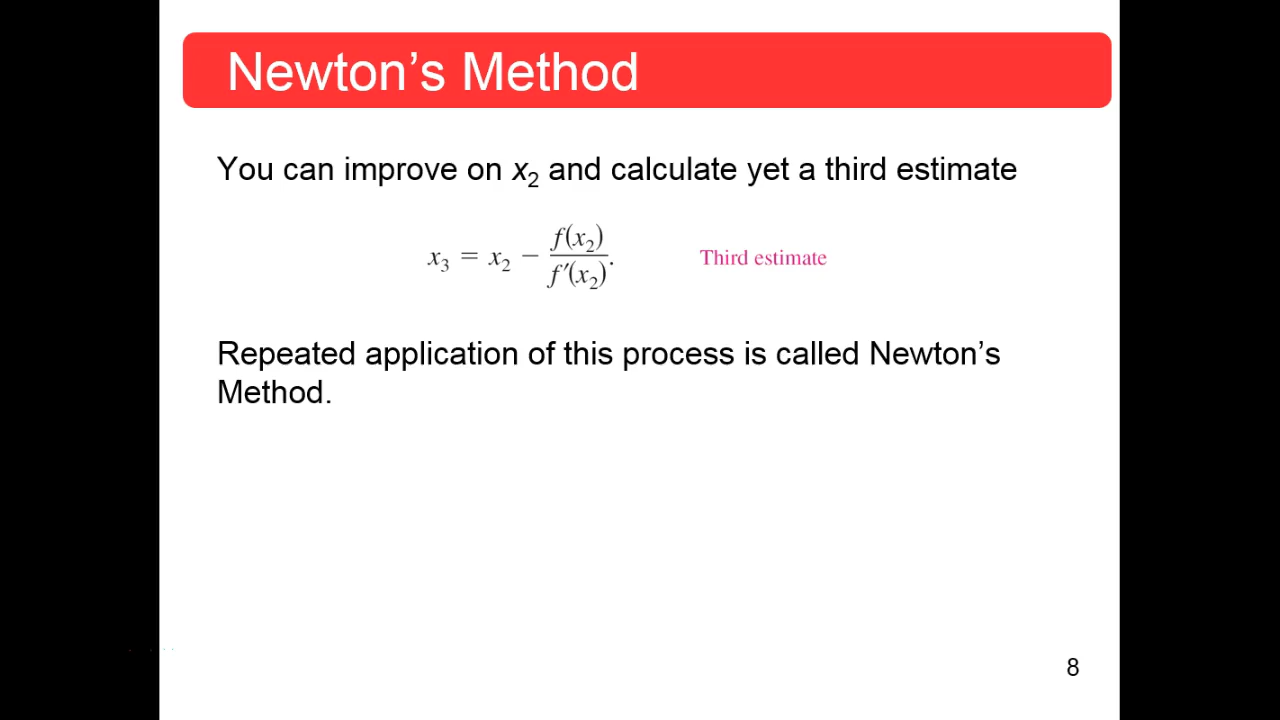 Newton’s Method
You can improve on x₂ and calculate yet a third estimate
x₃ = x₂ − f(x₂)/f′(x₂). Third estimate
Repeated application of this process is called Newton’s
Method.
8